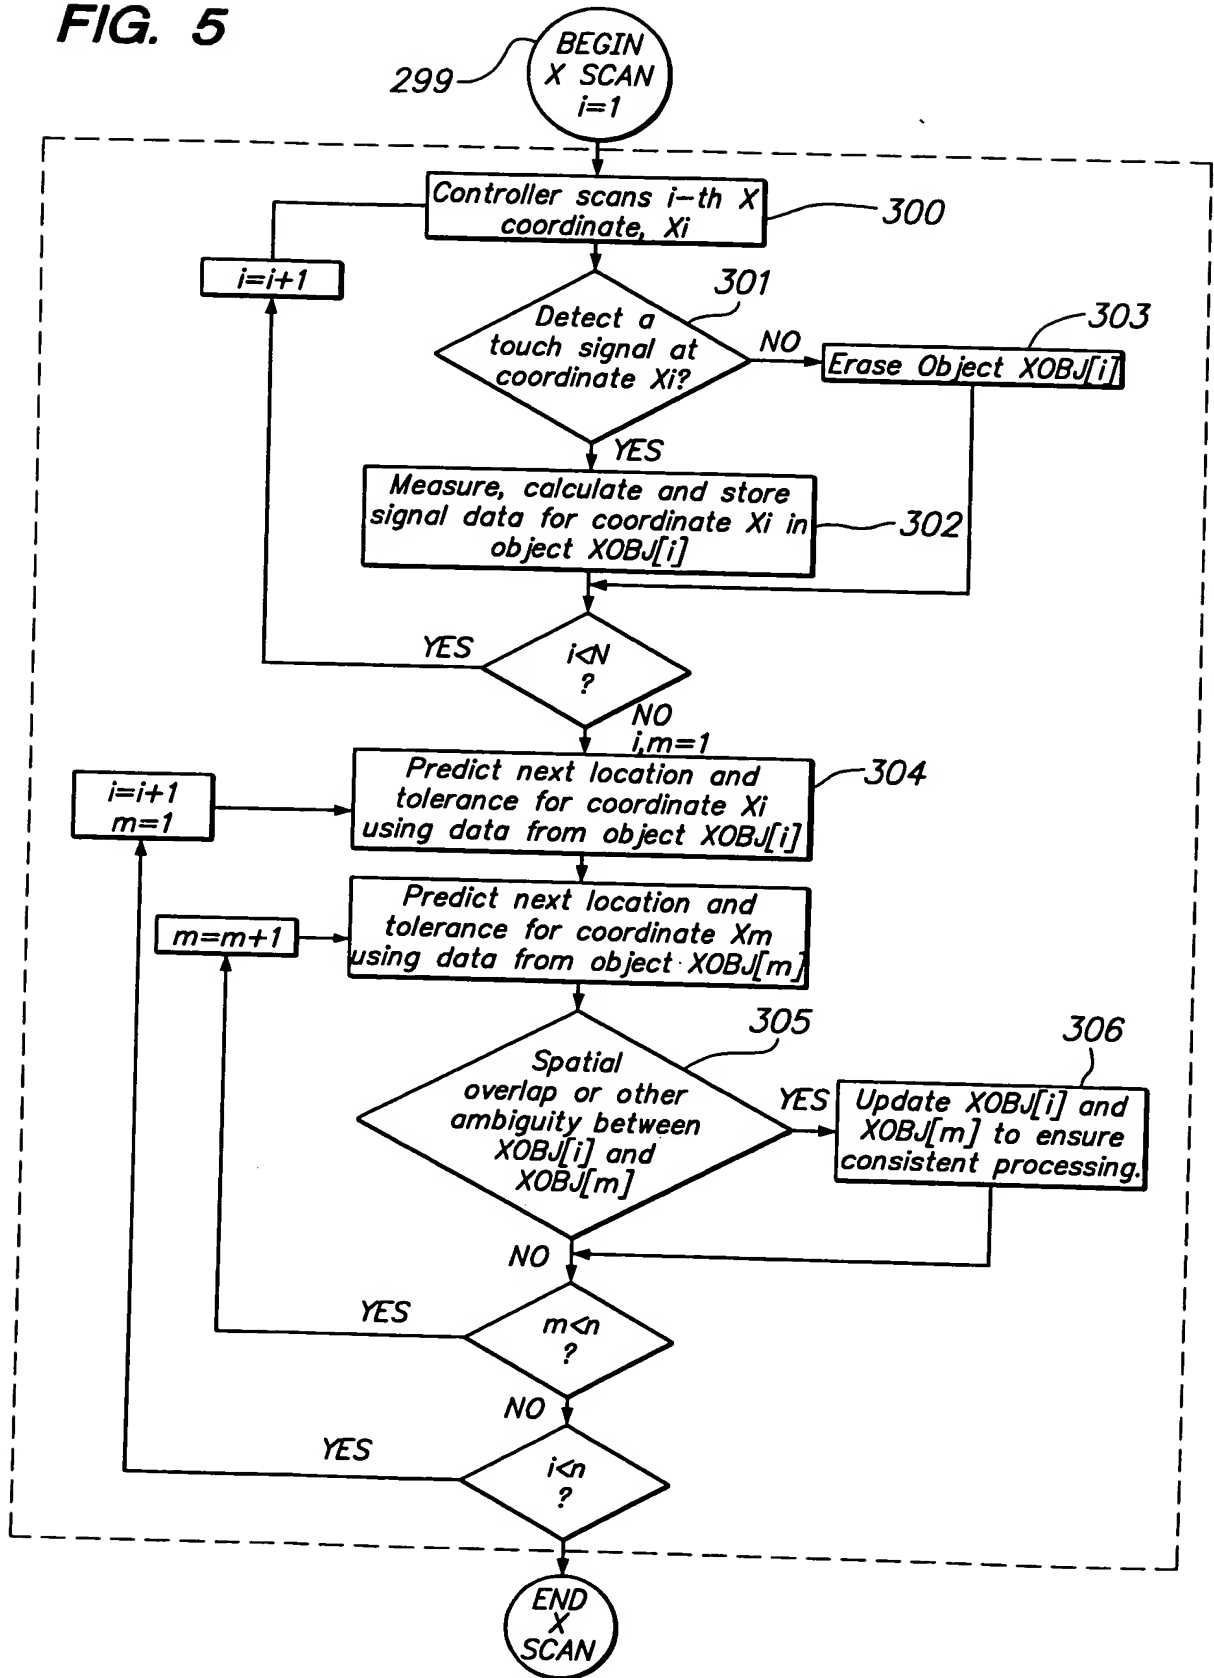 FIG. 5
299
BEGIN
X SCAN
i=1
Controller scans i-th X
coordinate, Xi
300
i=i+1
301
Detect a
touch signal at
coordinate Xi?
NO
303
Erase Object XOBJ[i]
YES
Measure, calculate and store
signal data for coordinate Xi in
object XOBJ[i]
302
YES
i<N
?
NO
i,m=1
304
i=i+1
m=1
Predict next location and
tolerance for coordinate Xi
using data from object XOBJ[i]
m=m+1
Predict next location and
tolerance for coordinate Xm
using data from object XOBJ[m]
305
Spatial
overlap or other
ambiguity between
XOBJ[i] and
XOBJ[m]
YES
306
Update XOBJ[i] and
XOBJ[m] to ensure
consistent processing.
NO
YES
m<n
?
NO
YES
i<n
?
END
X
SCAN